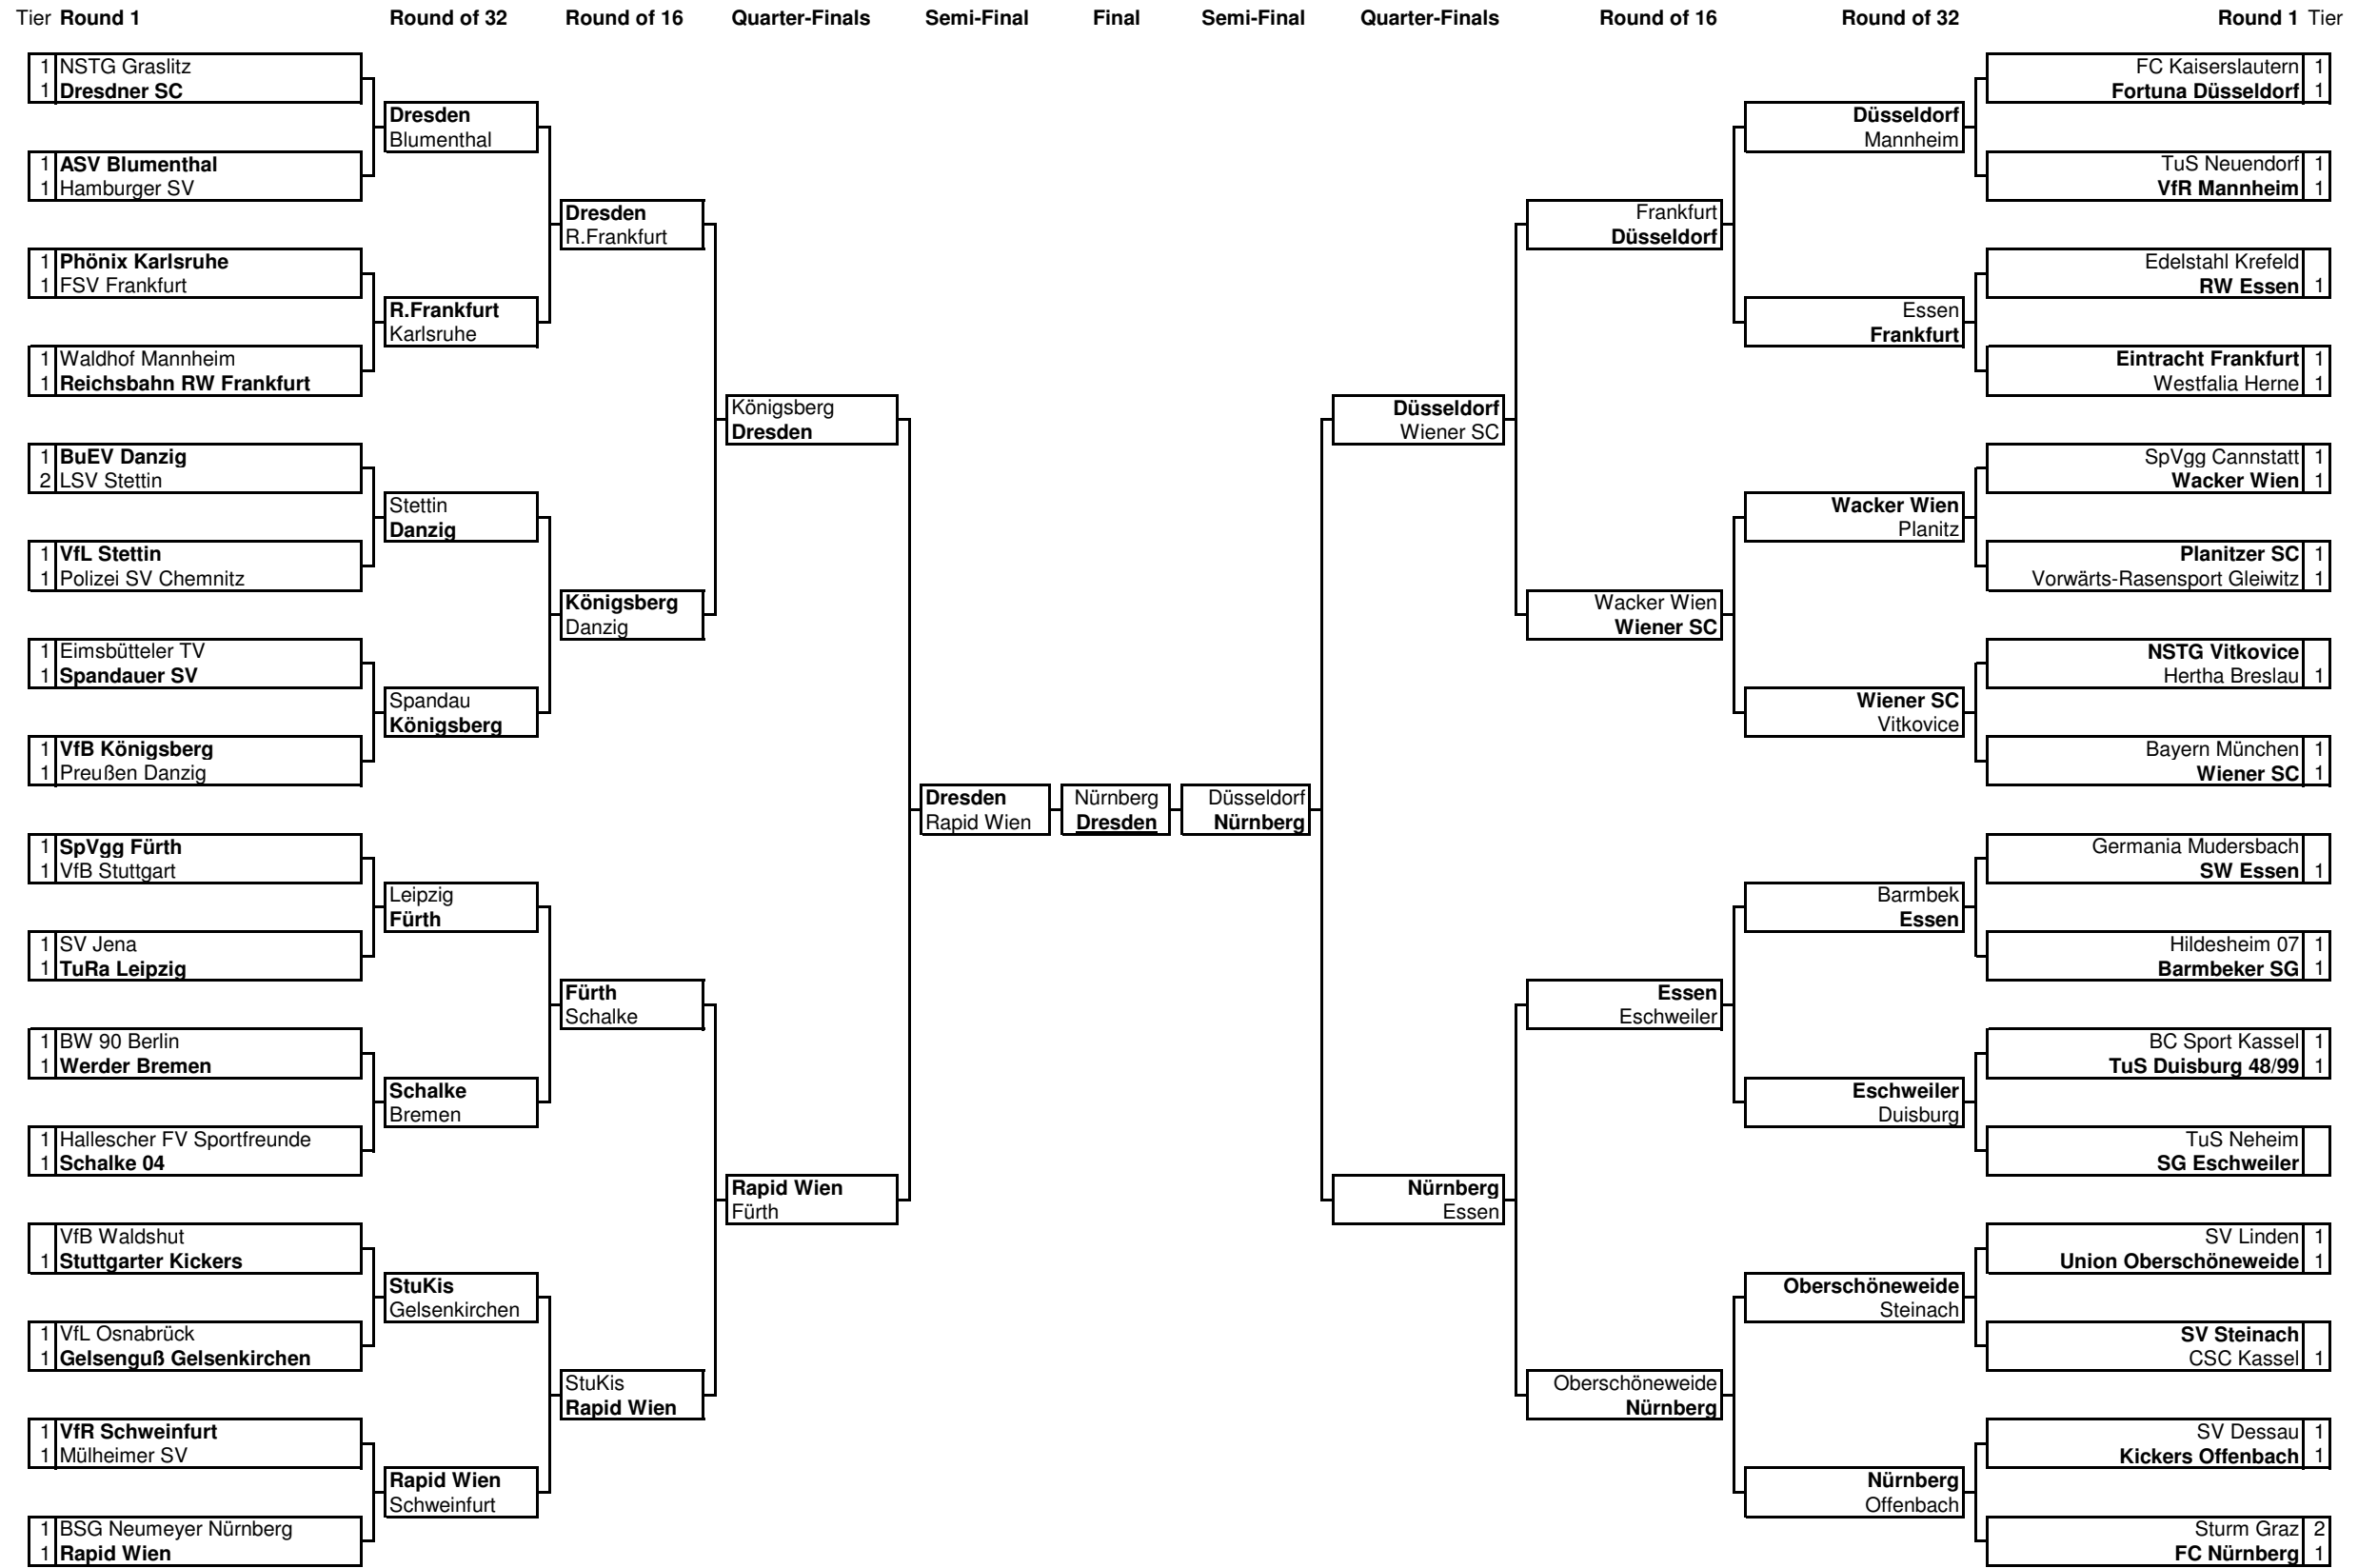 Tier Round 1 Round of 32 Round of 16 Quarter-Finals Semi-Final Final Semi-Final Quarter-Finals Round of 16 Round of 32 Round 1 Tier
1 NSTG Graslitz
1 Dresdner SC
1 ASV Blumenthal
1 Hamburger SV
1 Phönix Karlsruhe
1 FSV Frankfurt
1 Waldhof Mannheim
1 Reichsbahn RW Frankfurt
1 BuEV Danzig
2 LSV Stettin
1 VfL Stettin
1 Polizei SV Chemnitz
1 Eimsbütteler TV
1 Spandauer SV
1 VfB Königsberg
1 Preußen Danzig
1 SpVgg Fürth
1 VfB Stuttgart
1 SV Jena
1 TuRa Leipzig
1 BW 90 Berlin
1 Werder Bremen
1 Hallescher FV Sportfreunde
1 Schalke 04
VfB Waldshut
1 Stuttgarter Kickers
1 VfL Osnabrück
1 Gelsenguß Gelsenkirchen
1 VfR Schweinfurt
1 Mülheimer SV
1 BSG Neumeyer Nürnberg
1 Rapid Wien
Dresden
Blumenthal
R.Frankfurt
Karlsruhe
Stettin
Danzig
Spandau
Königsberg
Leipzig
Fürth
Schalke
Bremen
StuKis
Gelsenkirchen
Rapid Wien
Schweinfurt
Dresden
R.Frankfurt
Königsberg
Danzig
Fürth
Schalke
StuKis
Rapid Wien
Königsberg
Dresden
Rapid Wien
Fürth
Dresden
Rapid Wien
Nürnberg
Dresden
Düsseldorf
Nürnberg
Düsseldorf
Wiener SC
Nürnberg
Essen
Frankfurt
Düsseldorf
Wacker Wien
Wiener SC
Essen
Eschweiler
Oberschöneweide
Nürnberg
Düsseldorf
Mannheim
Essen
Frankfurt
Wacker Wien
Planitz
Wiener SC
Vitkovice
Barmbek
Essen
Eschweiler
Duisburg
Oberschöneweide
Steinach
Nürnberg
Offenbach
FC Kaiserslautern 1
Fortuna Düsseldorf 1
TuS Neuendorf 1
VfR Mannheim 1
Edelstahl Krefeld
RW Essen 1
Eintracht Frankfurt 1
Westfalia Herne 1
SpVgg Cannstatt 1
Wacker Wien 1
Planitzer SC 1
Vorwärts-Rasensport Gleiwitz 1
NSTG Vitkovice
Hertha Breslau 1
Bayern München 1
Wiener SC 1
Germania Mudersbach
SW Essen 1
Hildesheim 07 1
Barmbeker SG 1
BC Sport Kassel 1
TuS Duisburg 48/99 1
TuS Neheim
SG Eschweiler
SV Linden 1
Union Oberschöneweide 1
SV Steinach
CSC Kassel 1
SV Dessau 1
Kickers Offenbach 1
Sturm Graz 2
FC Nürnberg 1